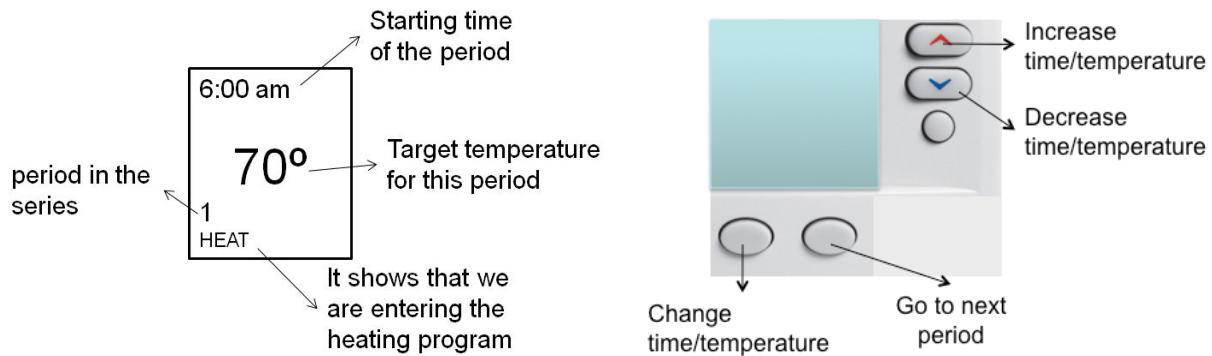 Starting time
of the period
6:00 am
70º
Target temperature
for this period
period in the
series
1
HEAT
It shows that we
are entering the
heating program
Increase
time/temperature
Decrease
time/temperature
Change
time/temperature
Go to next
period